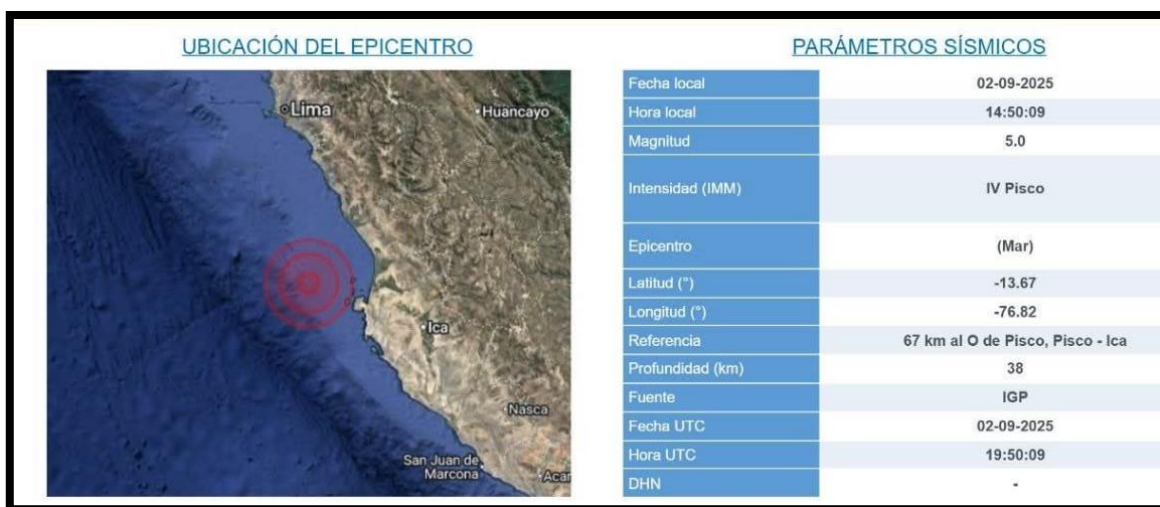 UBICACIÓN DEL EPICENTRO
Lima
Huancayo
Ica
Nasca
San Juan de
Marcona
Acar
PARÁMETROS SÍSMICOS
Fecha local 02-09-2025
Hora local 14:50:09
Magnitud 5.0
Intensidad (IMM) IV Pisco
Epicentro (Mar)
Latitud (°) -13.67
Longitud (°) -76.82
Referencia 67 km al O de Pisco, Pisco - Ica
Profundidad (km) 38
Fuente IGP
Fecha UTC 02-09-2025
Hora UTC 19:50:09
DHN -